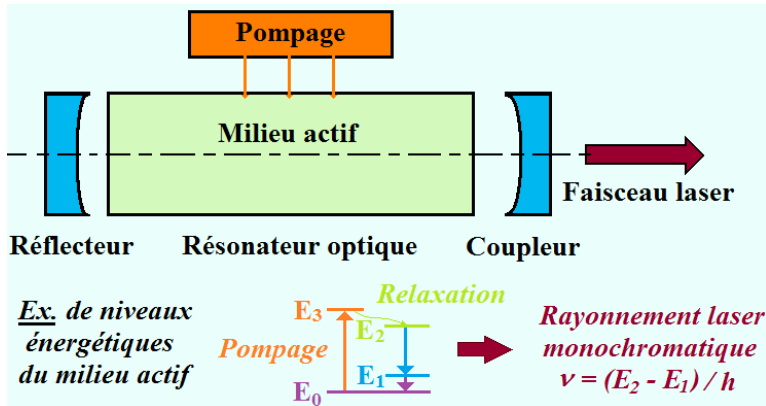 Pompage
Milieu actif
Faisceau laser
Réflecteur
Résonateur optique
Coupleur
Ex. de niveaux
énergétiques
du milieu actif
Pompage
Relaxation
E3
E2
E1
E0
Rayonnement laser
monochromatique
ν = (E2 - E1) / h